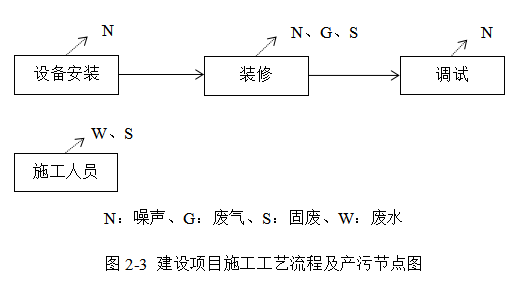 N
N、G、S
N
设备安装
装修
调试
W、S
施工人员
N：噪声、G：废气、S：固废、W：废水
图 2-3 建设项目施工工艺流程及产污节点图